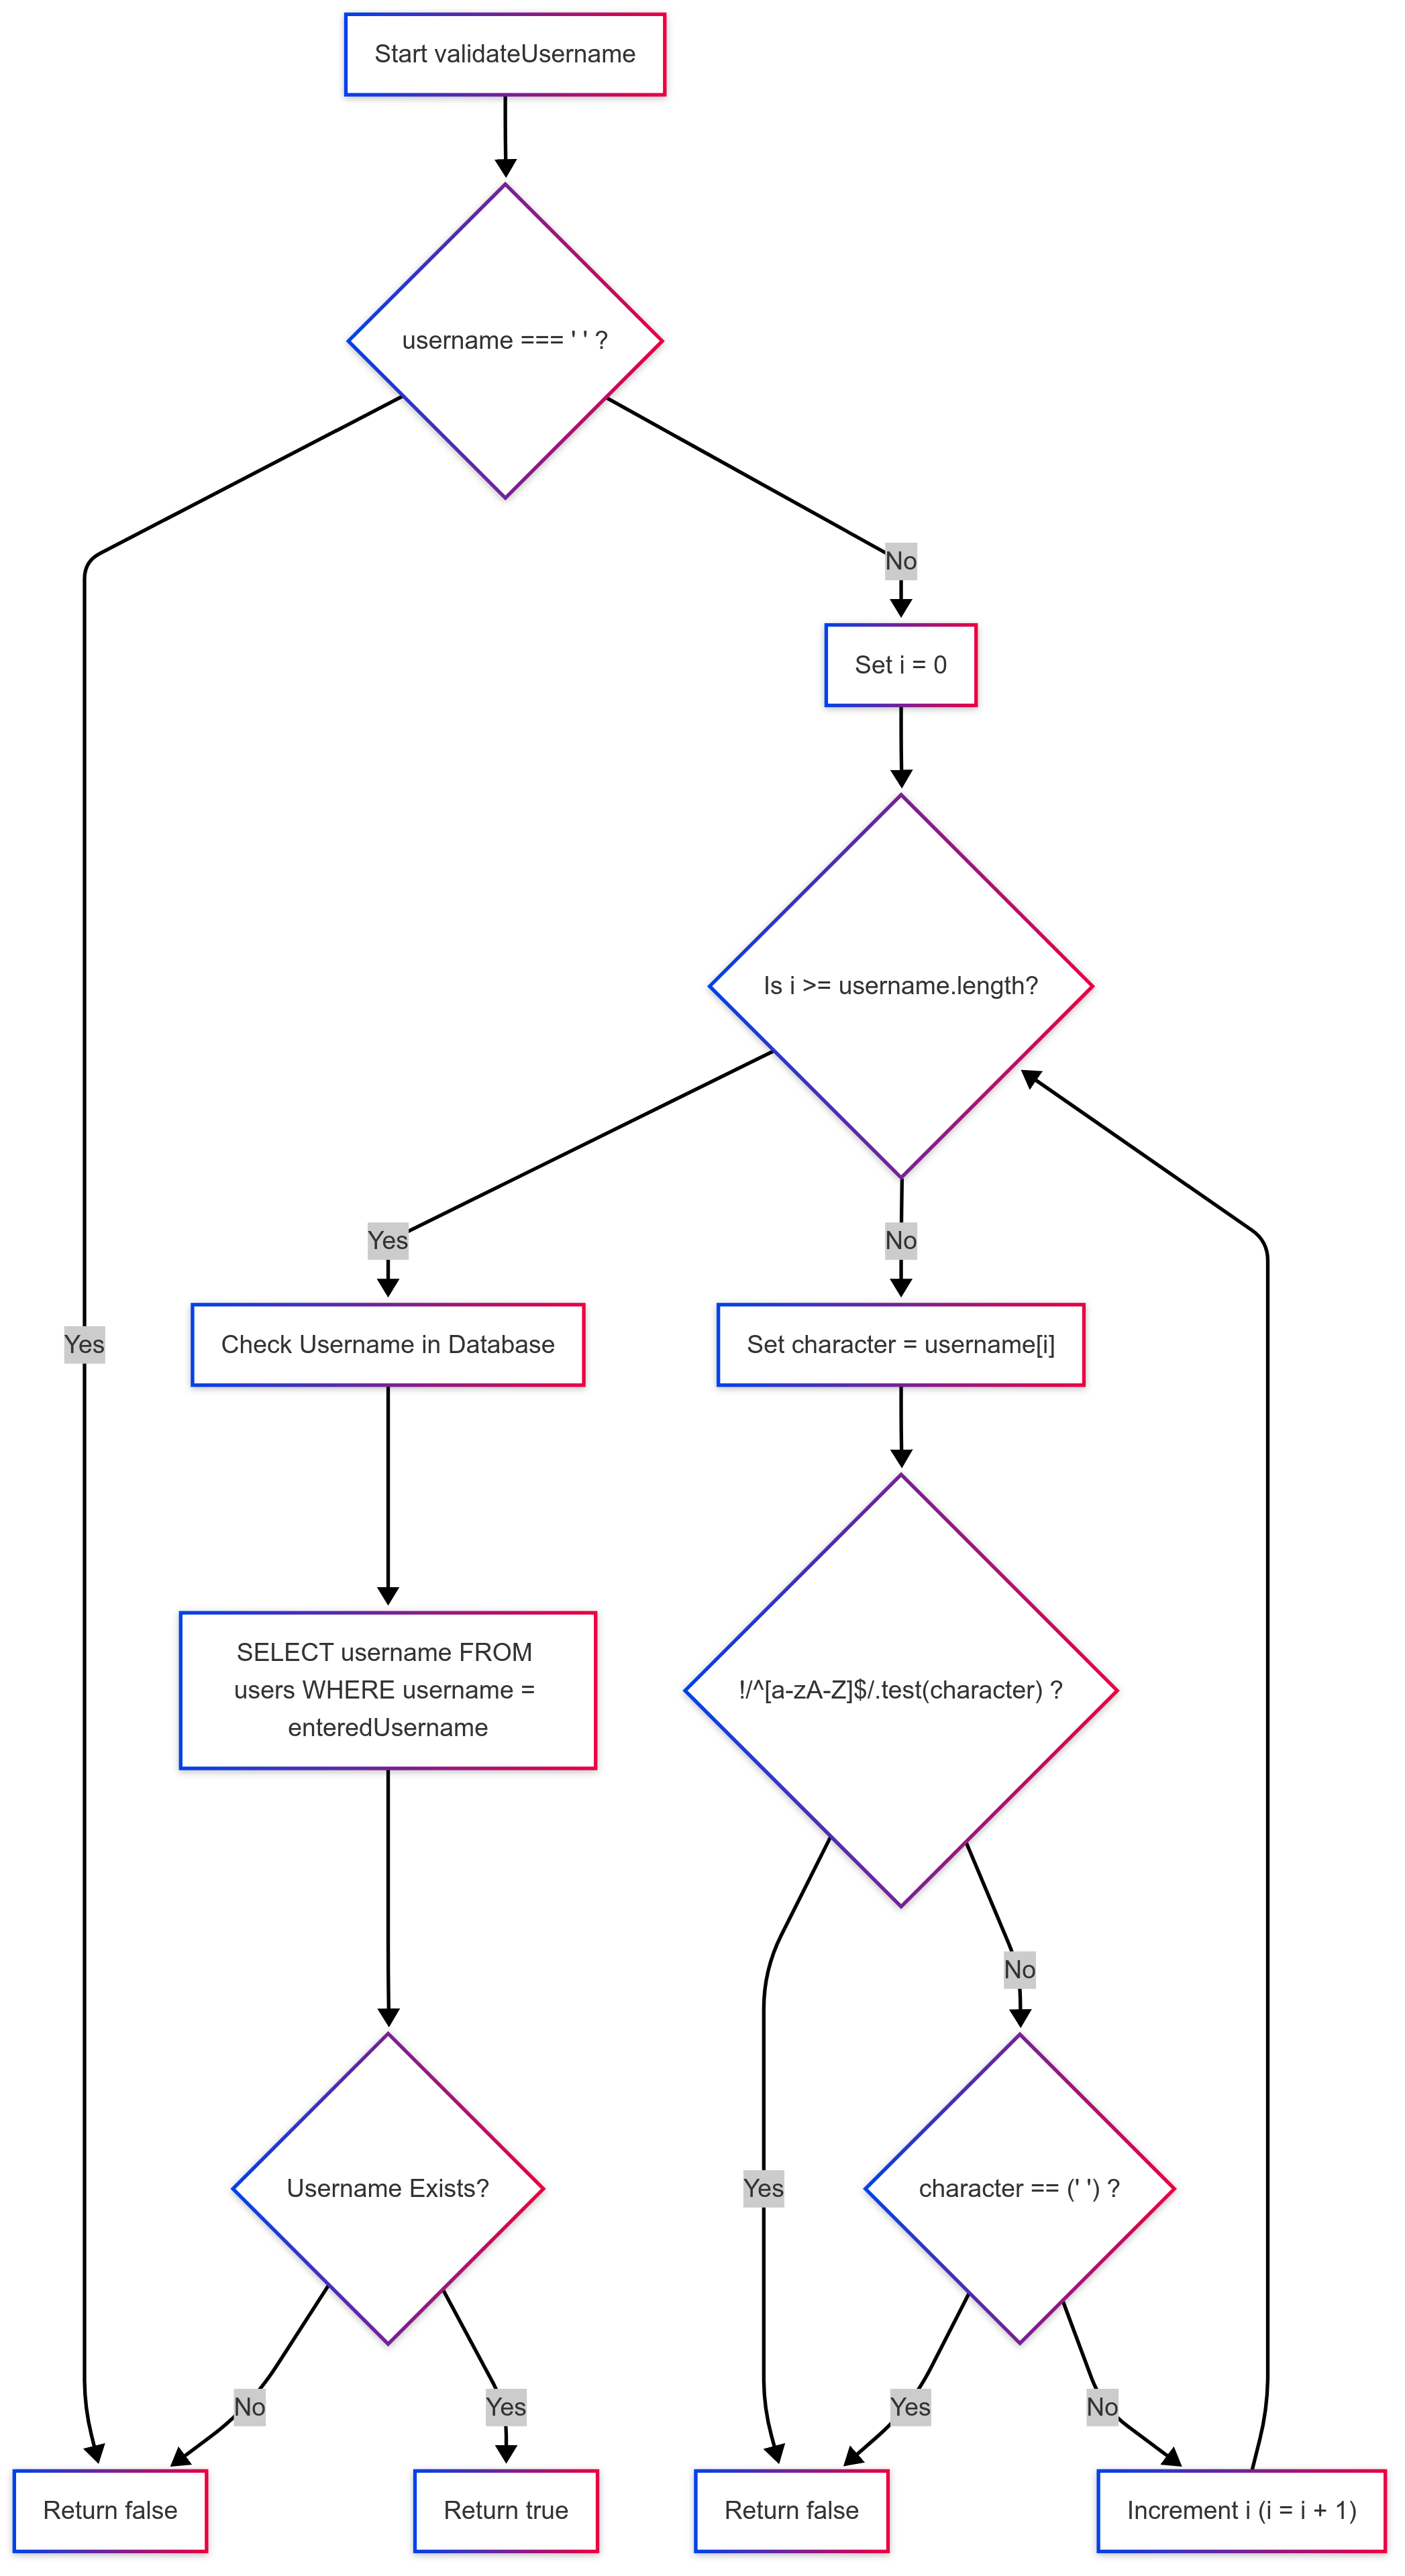 Start validateUsername
username === ' ' ?
No
Set i = 0
Is i >= username.length?
Yes
No
Yes
Check Username in Database
Set character = username[i]
SELECT username FROM
users WHERE username =
enteredUsername
!/^[a-zA-Z]$/.test(character) ?
No
Username Exists?
Yes
character == (' ') ?
No
Yes
Yes
No
Return false
Return true
Return false
Increment i (i = i + 1)